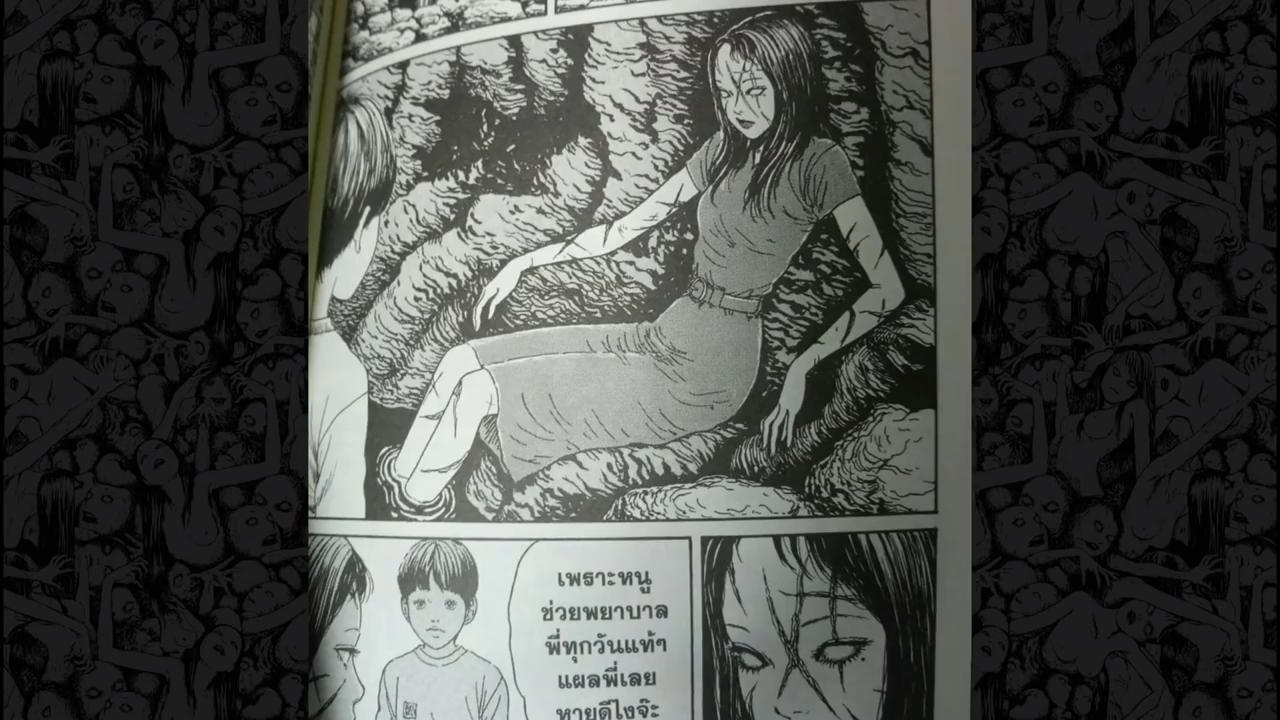 เพราะหนู
ช่วยพยาบาล
พี่ทุกวันแท้ๆ
แผลพี่เลย
หายดีไงจ๊ะ